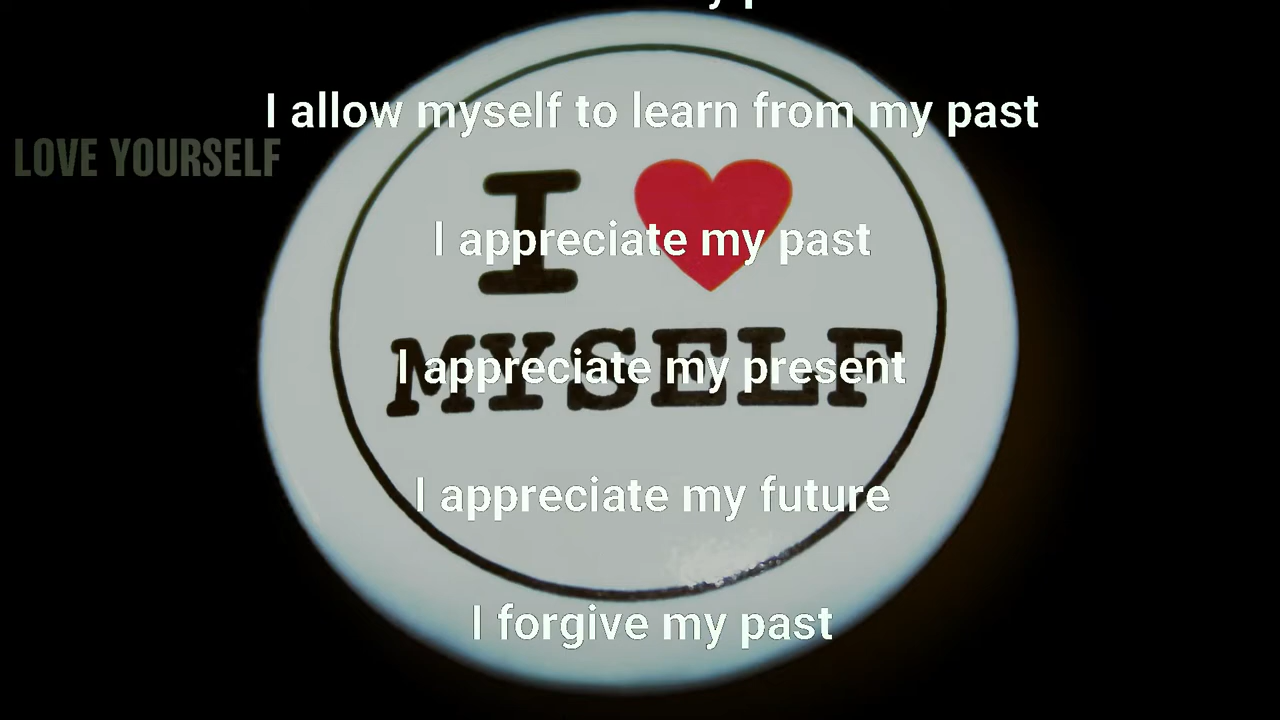 I allow myself to learn from my past
LOVE YOURSELF
I
I appreciate my past
MYSELF
I appreciate my present
I appreciate my future
I forgive my past